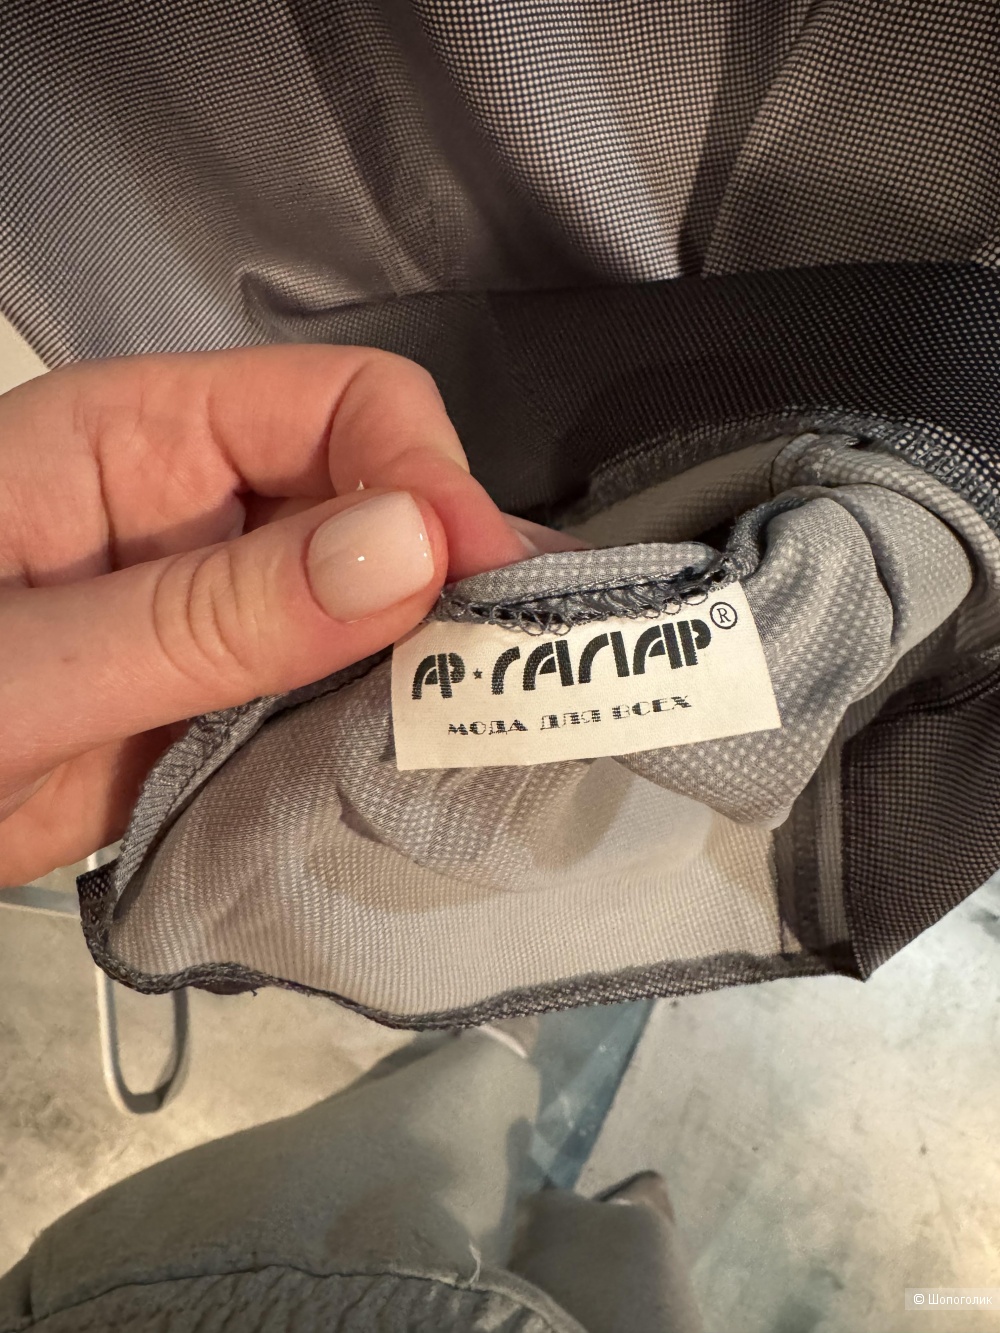 АР★ГАЛАР®
МОДА ДЛЯ ВСЕХ
© Шопоголик